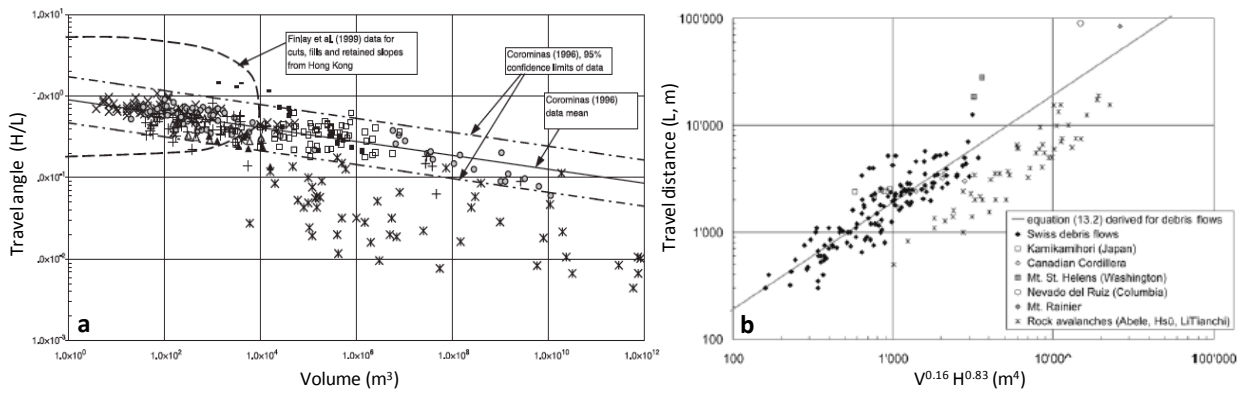 1.0x10¹
Finlay et al. (1999) data for
cuts, fills and retained slopes
from Hong Kong
Corominas (1996), 95%
confidence limits of data
Corominas (1996)
data mean
Travel angle (H/L)
a
1.0x10⁰
1.0x10²
1.0x10⁴
1.0x10⁶
1.0x10⁸
1.0x10¹⁰
1.0x10¹²
Volume (m³)
100'000
10'000
1'000
100
Travel distance (L, m)
equation (13.2) derived for debris flows
Swiss debris flows
Kamikamihori (Japan)
Canadian Cordillera
Mt. St. Helens (Washington)
Nevado del Ruiz (Columbia)
Mt. Rainier
Rock avalanches (Abele, Hsü, LiTianchi)
b
100
1'000
100'000
V⁰·¹⁶ H⁰·⁸³ (m⁴)